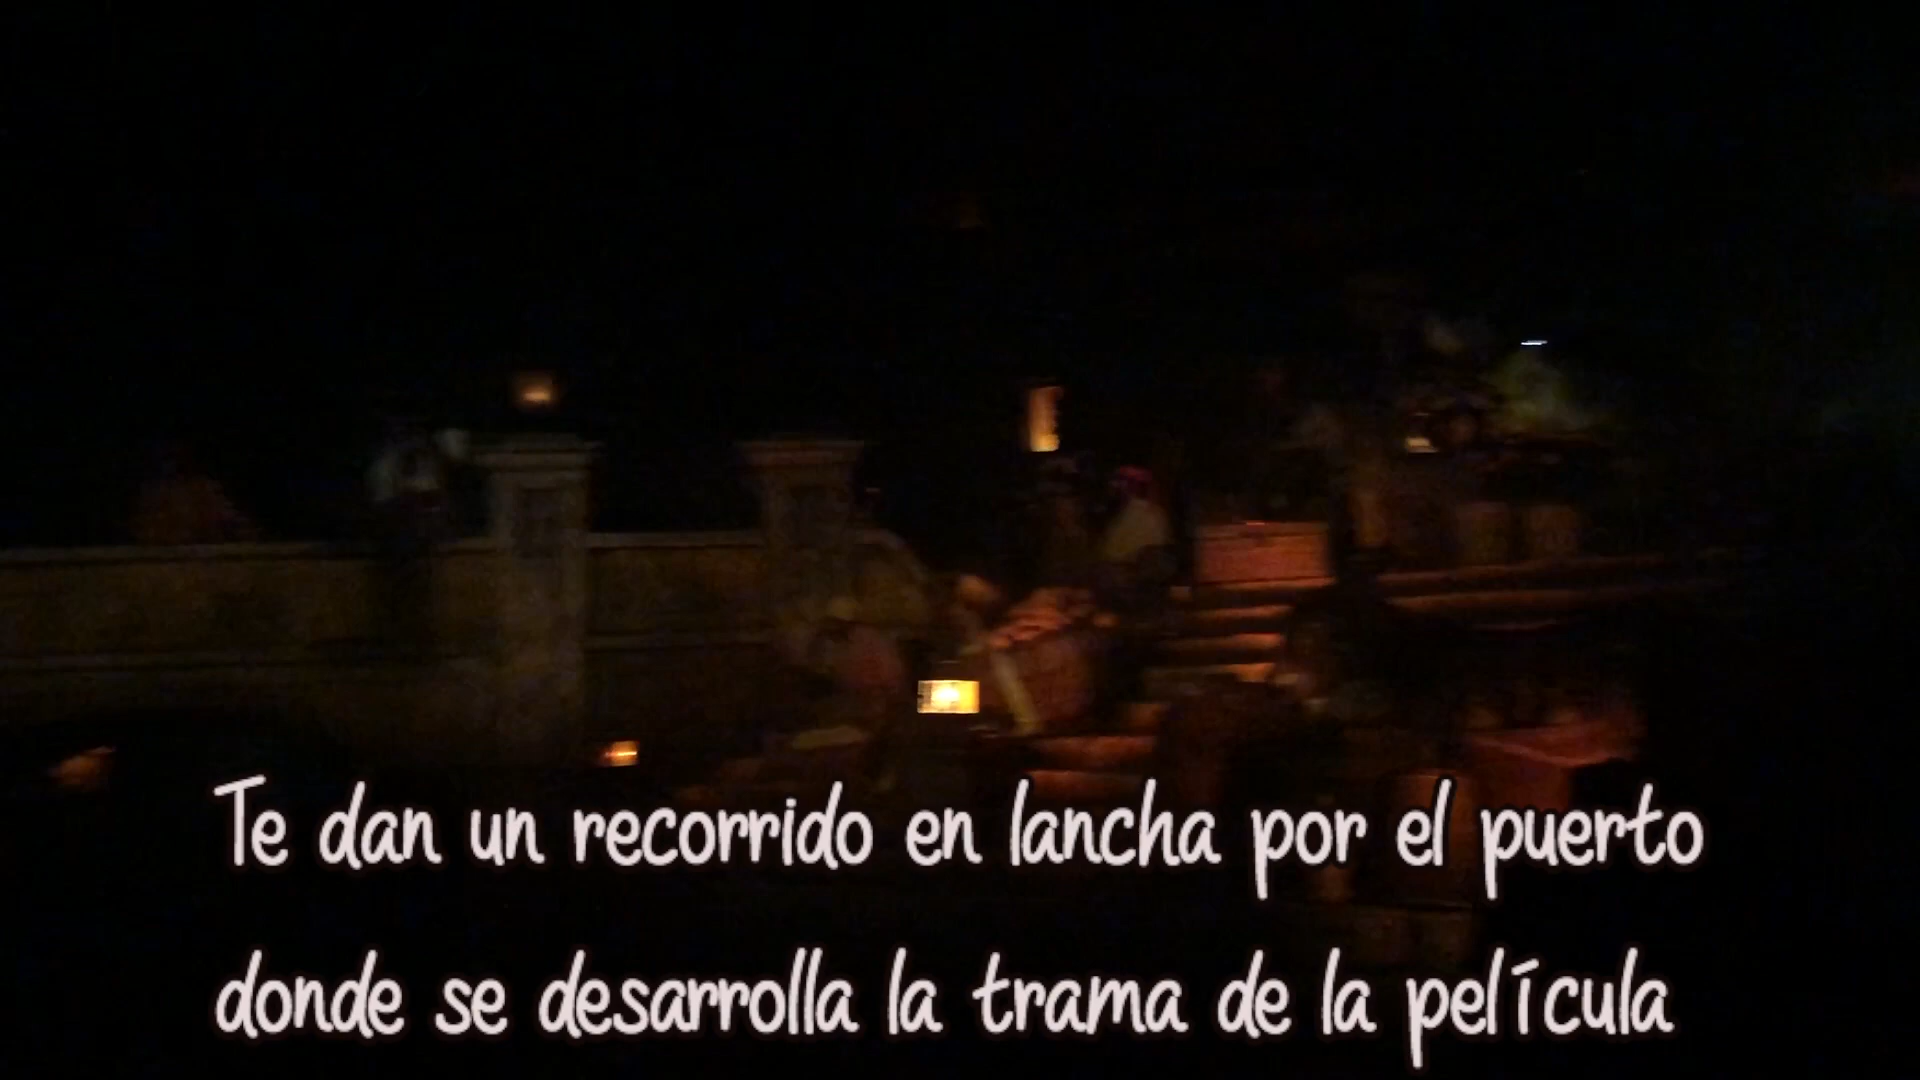 Te dan un recorrido en lancha por el puerto
donde se desarrolla la trama de la película